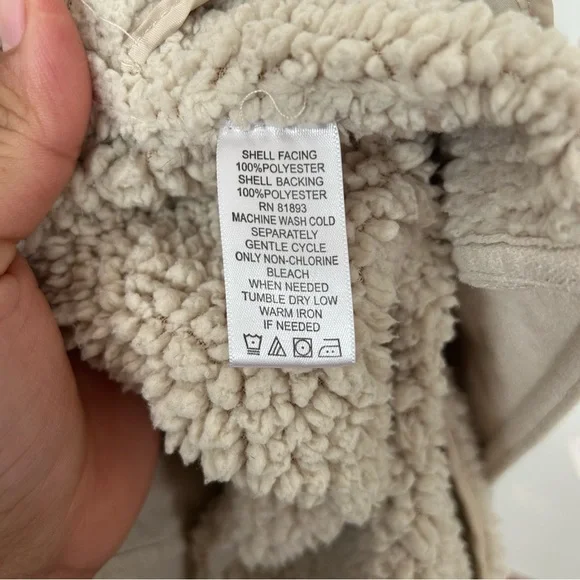 SHELL FACING
100%POLYESTER
SHELL BACKING
100%POLYESTER
RN 81893
MACHINE WASH COLD
SEPARATELY
GENTLE CYCLE
ONLY NON-CHLORINE
BLEACH
WHEN NEEDED
TUMBLE DRY LOW
WARM IRON
IF NEEDED